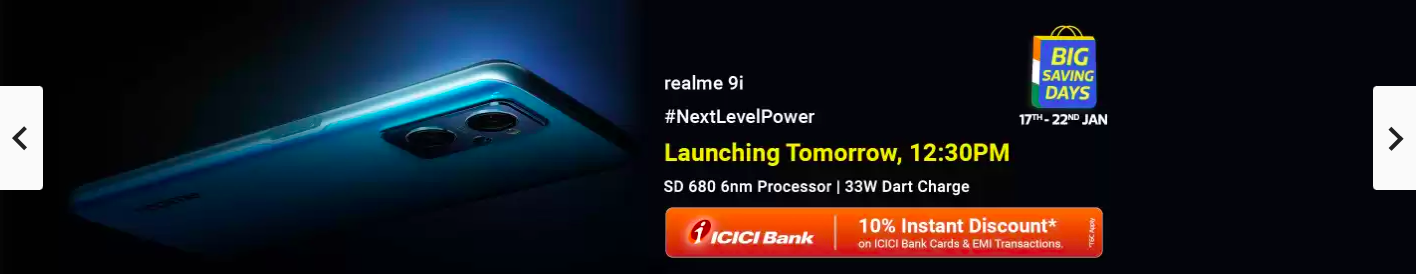 realme 9i
#NextLevelPower
Launching Tomorrow, 12:30PM
SD 680 6nm Processor | 33W Dart Charge
ICICI Bank
10% Instant Discount*
on ICICI Bank Cards & EMI Transactions.
*T&C Apply
BIG
SAVING
DAYS
17TH - 22ND JAN